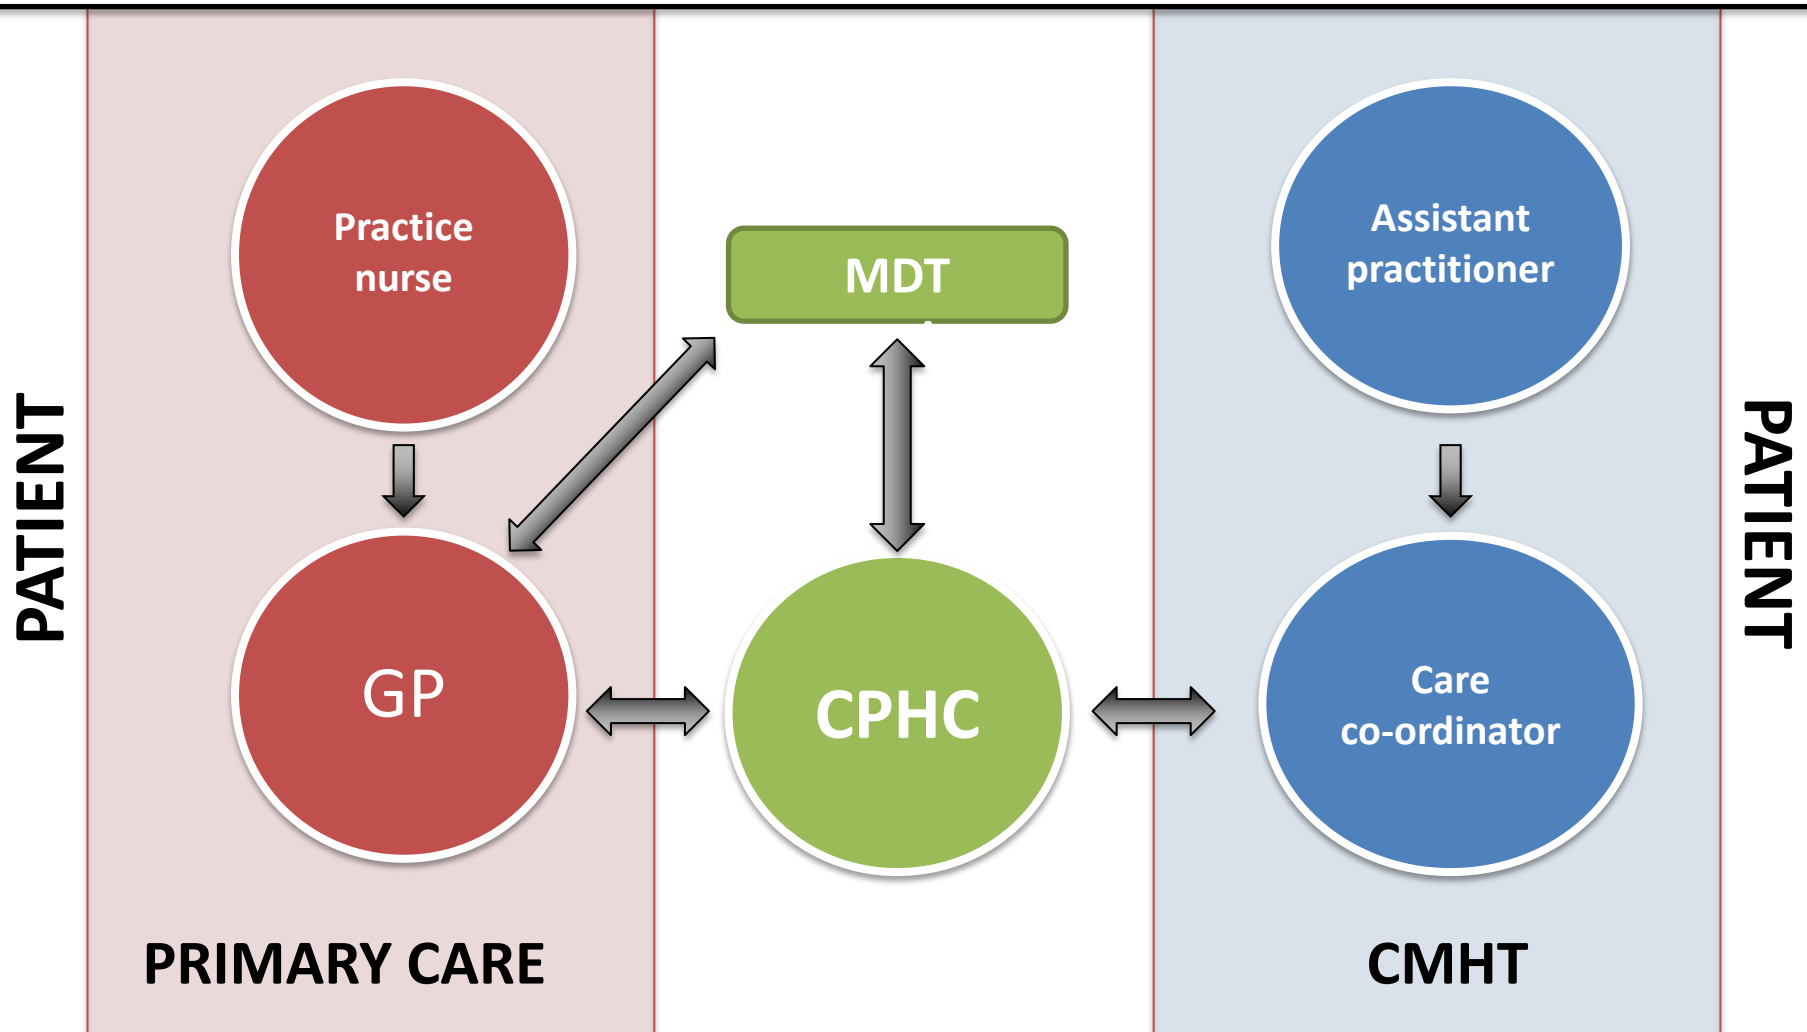 PATIENT
Practice
nurse
GP
PRIMARY CARE
MDT
CPHC
Assistant
practitioner
Care
co-ordinator
CMHT
PATIENT